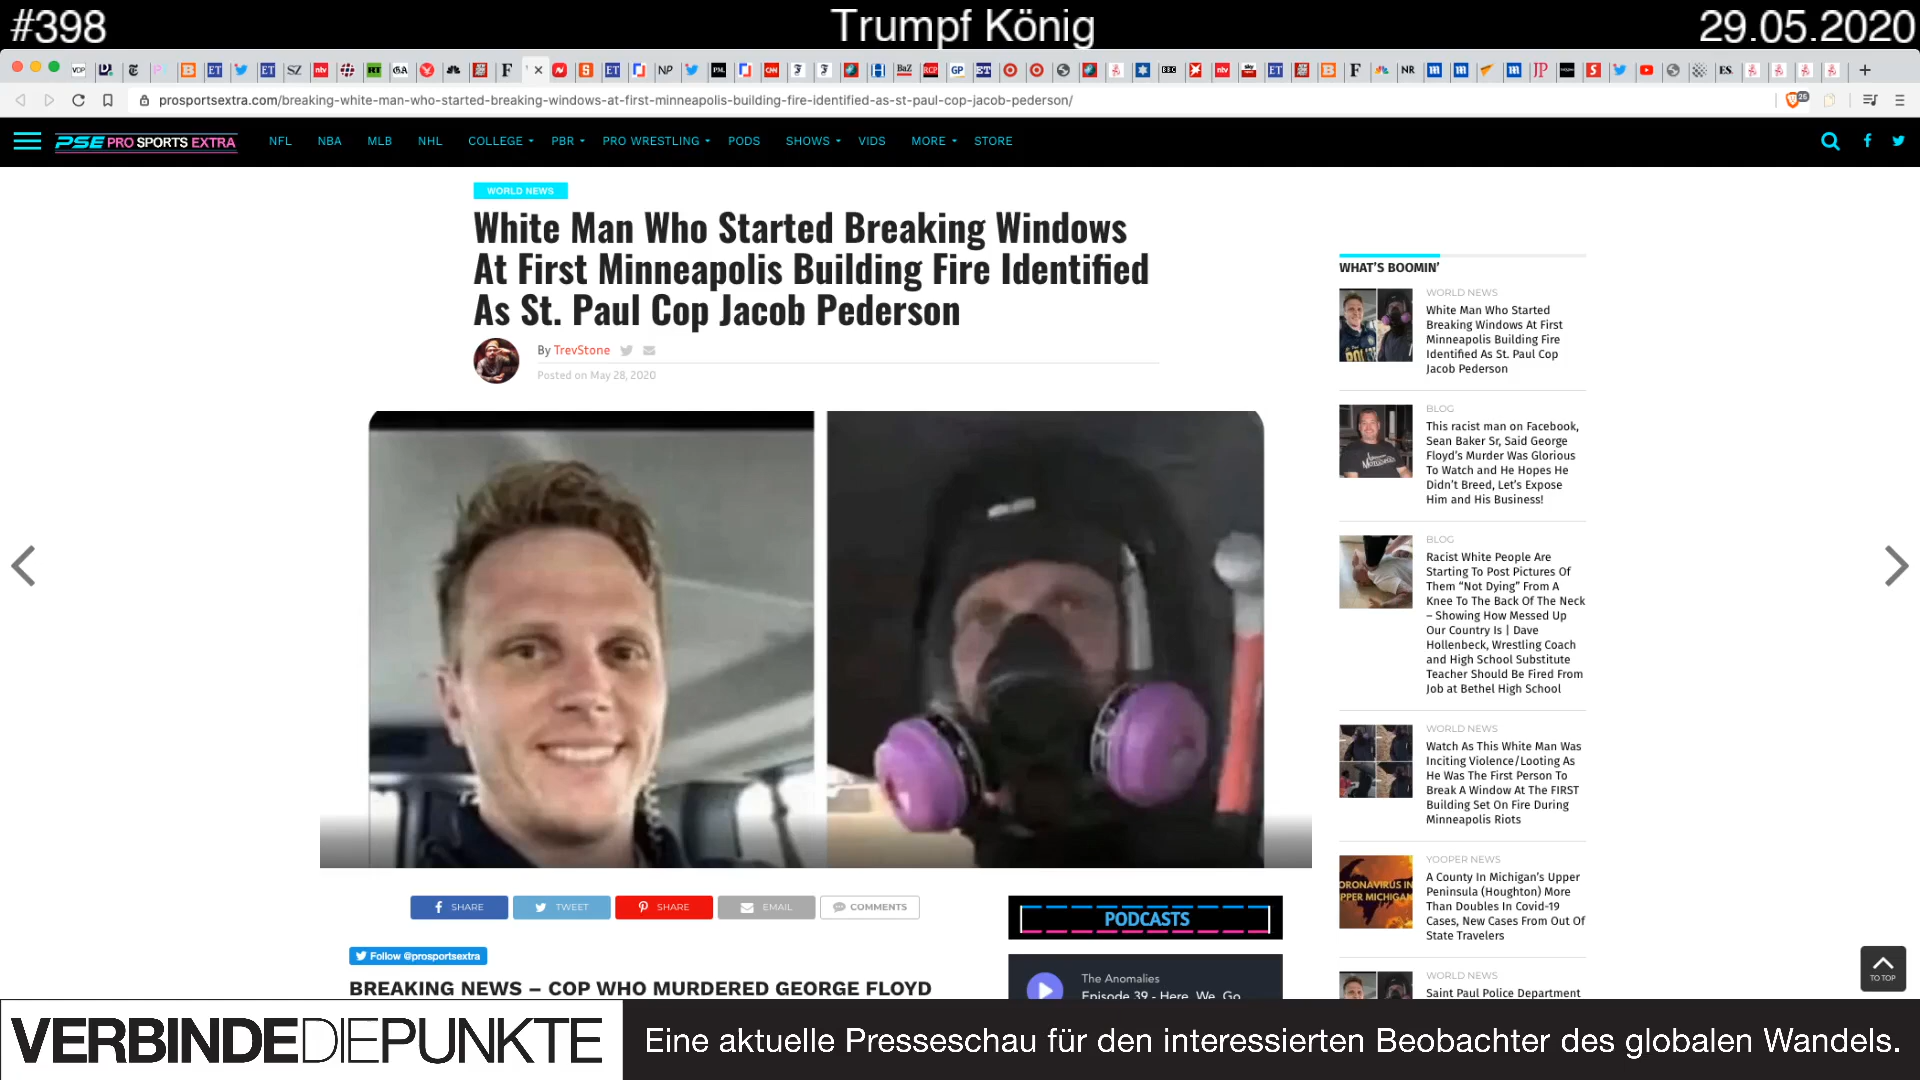 #398
Trumpf König
29.05.2020
prosportsextra.com/breaking-white-man-who-started-breaking-windows-at-first-minneapolis-building-fire-identified-as-st-paul-cop-jacob-pederson/
PSE PRO SPORTS EXTRA
NFL NBA MLB NHL COLLEGE PBR PRO WRESTLING PODS SHOWS VIDS MORE STORE
WORLD NEWS
White Man Who Started Breaking Windows
At First Minneapolis Building Fire Identified
As St. Paul Cop Jacob Pederson
By TrevStone
Posted on May 28, 2020
SHARE
TWEET
SHARE
EMAIL
COMMENTS
Follow @prosportsextra
BREAKING NEWS – COP WHO MURDERED GEORGE FLOYD
PODCASTS
The Anomalies
Episode 39 - Here, We, Go
WHAT'S BOOMIN'
WORLD NEWS
White Man Who Started
Breaking Windows At First
Minneapolis Building Fire
Identified As St. Paul Cop
Jacob Pederson
BLOG
This racist man on Facebook,
Sean Baker Sr, Said George
Floyd's Murder Was Glorious
To Watch and He Hopes He
Didn't Breed, Let's Expose
Him and His Business!
BLOG
Racist White People Are
Starting To Post Pictures Of
Them “Not Dying” From A
Knee To The Back Of The Neck
– Showing How Messed Up
Our Country Is | Dave
Hollenbeck, Wrestling Coach
and High School Substitute
Teacher Should Be Fired From
Job at Bethel High School
WORLD NEWS
Watch As This White Man Was
Inciting Violence/Looting As
He Was The First Person To
Break A Window At The FIRST
Building Set On Fire During
Minneapolis Riots
YOOPER NEWS
A County In Michigan's Upper
Peninsula (Houghton) More
Than Doubles In Covid-19
Cases, New Cases From Out Of
State Travelers
WORLD NEWS
Saint Paul Police Department
TO TOP
VERBINDEDIEPUNKTE
Eine aktuelle Presseschau für den interessierten Beobachter des globalen Wandels.